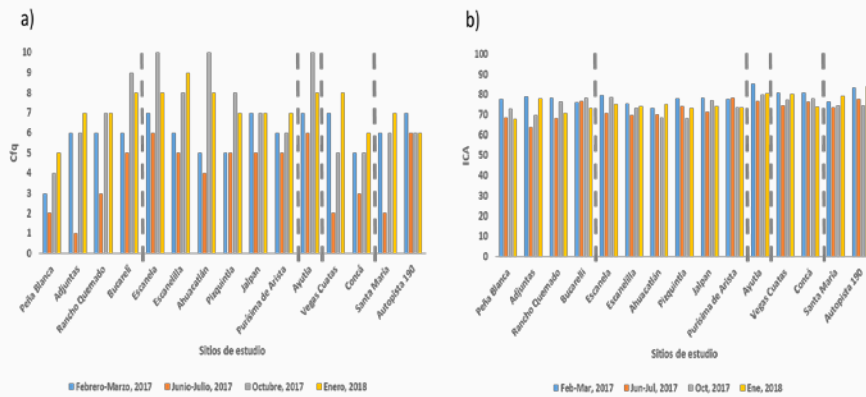 a)
10
9
8
7
6
5
4
3
2
1
0
Cfq
Peña Blanca
Adjuntas
Rancho Quemado
Bucareli
Escanela
Escanelilla
Ahuacatlán
Pizquintla
Jalpan
Purísima de Arista
Ayutla
Vegas Cuatas
Concá
Santa María
Autopista 190
Sitios de estudio
Febrero-Marzo, 2017
Junio-Julio, 2017
Octubre, 2017
Enero, 2018
b)
100
90
80
70
60
50
40
30
20
10
0
ICA
Peña Blanca
Adjuntas
Rancho Quemado
Bucareli
Escanela
Escanelilla
Ahuacatlán
Pizquintla
Jalpan
Purísima de Arista
Ayutla
Vegas Cuatas
Concá
Santa María
Autopista 190
Sitios de estudio
Feb-Mar, 2017
Jun-Jul, 2017
Oct, 2017
Ene, 2018